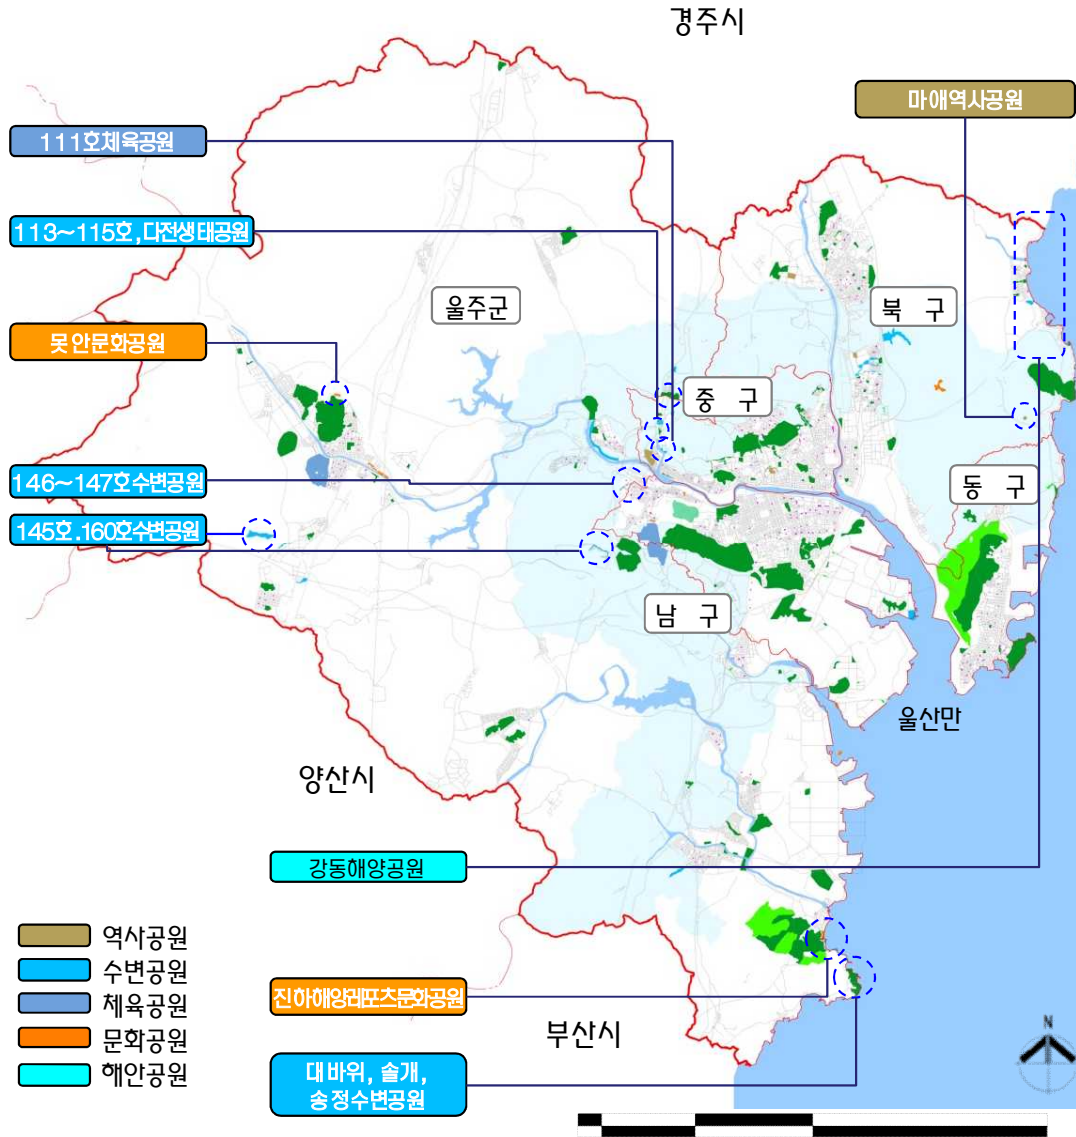 경주시
마애역사공원
111호체육공원
113~115호,다전생태공원
울주군
북 구
못안문화공원
중 구
146~147호수변공원
동 구
145호.160호수변공원
남 구
울산만
양산시
강동해양공원
역사공원
수변공원
체육공원
문화공원
해안공원
진하해양레포츠문화공원
부산시
대바위, 솔개,
송정수변공원
N